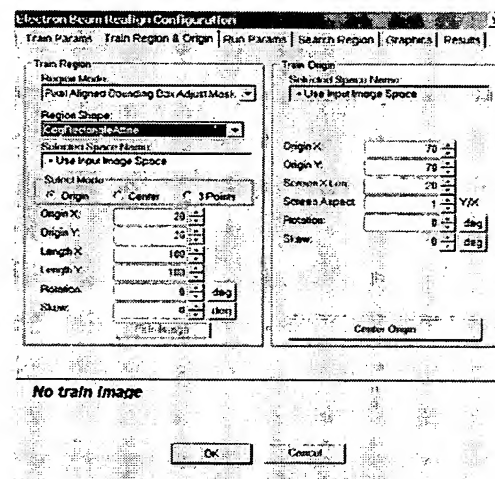 Electron Beam Realign Configuration
Train Params Train Region & Origin Run Params Search Region Graphics Results
Train Region
Region Mode:
Pixel Aligned Bounding Box Adjust Mask
Region Shape:
CogRectangleAffine
Selected Space Name:
= Use Input Image Space
Select Mode
Origin Center 3 Points
Origin X: 20
Origin Y:
Length X: 100
Length Y: 100
Rotation: 0 deg
Skew: 0 deg
Train Origin
Selected Space Name:
= Use Input Image Space
Origin X: 70
Origin Y: 70
Screen X Len: 20
Screen Aspect: 1 Y/X
Rotation: 0 deg
Skew: 0 deg
Center Origin
No train image
OK Cancel